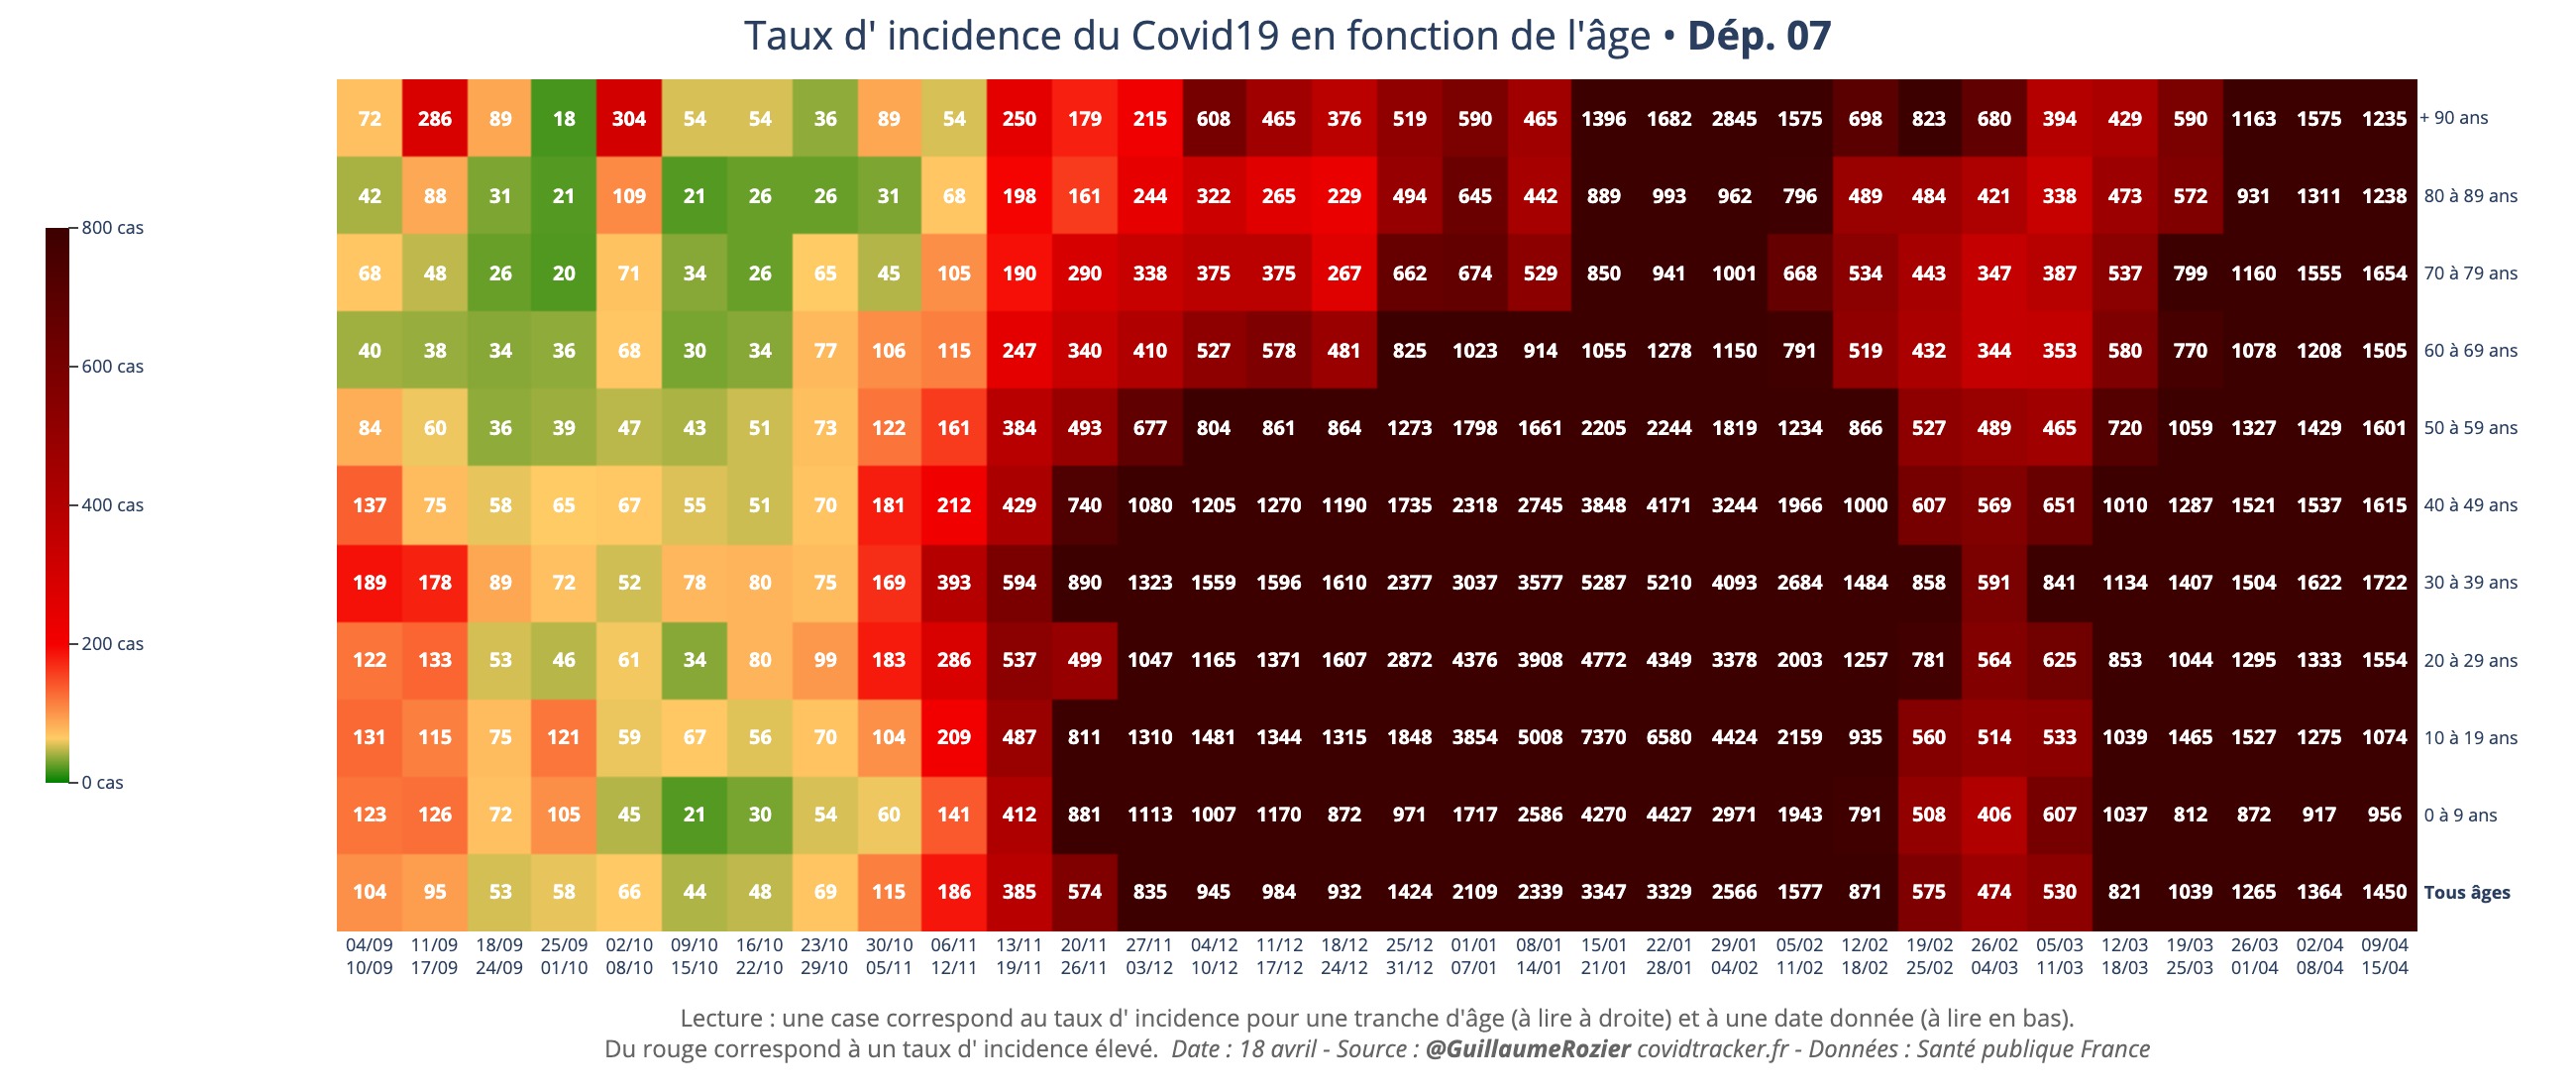 Taux d' incidence du Covid19 en fonction de l'âge • Dép. 07
800 cas
600 cas
400 cas
200 cas
0 cas
72 286 89 18 304 54 54 36 89 54 250 179 215 608 465 376 519 590 465 1396 1682 2845 1575 698 823 680 394 429 590 1163 1575 1235 + 90 ans
42 88 31 21 109 21 26 26 31 68 198 161 244 322 265 229 494 645 442 889 993 962 796 489 484 421 338 473 572 931 1311 1238 80 à 89 ans
68 48 26 20 71 34 26 65 45 105 190 290 338 375 375 267 662 674 529 850 941 1001 668 534 443 347 387 537 799 1160 1555 1654 70 à 79 ans
40 38 34 36 68 30 34 77 106 115 247 340 410 527 578 481 825 1023 914 1055 1278 1150 791 519 432 344 353 580 770 1078 1208 1505 60 à 69 ans
84 60 36 39 47 43 51 73 122 161 384 493 677 804 861 864 1273 1798 1661 2205 2244 1819 1234 866 527 489 465 720 1059 1327 1429 1601 50 à 59 ans
137 75 58 65 67 55 51 70 181 212 429 740 1080 1205 1270 1190 1735 2318 2745 3848 4171 3244 1966 1000 607 569 651 1010 1287 1521 1537 1615 40 à 49 ans
189 178 89 72 52 78 80 75 169 393 594 890 1323 1559 1596 1610 2377 3037 3577 5287 5210 4093 2684 1484 858 591 841 1134 1407 1504 1622 1722 30 à 39 ans
122 133 53 46 61 34 80 99 183 286 537 499 1047 1165 1371 1607 2872 4376 3908 4772 4349 3378 2003 1257 781 564 625 853 1044 1295 1333 1554 20 à 29 ans
131 115 75 121 59 67 56 70 104 209 487 811 1310 1481 1344 1315 1848 3854 5008 7370 6580 4424 2159 935 560 514 533 1039 1465 1527 1275 1074 10 à 19 ans
123 126 72 105 45 21 30 54 60 141 412 881 1113 1007 1170 872 971 1717 2586 4270 4427 2971 1943 791 508 406 607 1037 812 872 917 956 0 à 9 ans
104 95 53 58 66 44 48 69 115 186 385 574 835 945 984 932 1424 2109 2339 3347 3329 2566 1577 871 575 474 530 821 1039 1265 1364 1450 Tous âges
04/09 11/09 18/09 25/09 02/10 09/10 16/10 23/10 30/10 06/11 13/11 20/11 27/11 04/12 11/12 18/12 25/12 01/01 08/01 15/01 22/01 29/01 05/02 12/02 19/02 26/02 05/03 12/03 19/03 26/03 02/04 09/04
10/09 17/09 24/09 01/10 08/10 15/10 22/10 29/10 05/11 12/11 19/11 26/11 03/12 10/12 17/12 24/12 31/12 07/01 14/01 21/01 28/01 04/02 11/02 18/02 25/02 04/03 11/03 18/03 25/03 01/04 08/04 15/04
Lecture : une case correspond au taux d' incidence pour une tranche d'âge (à lire à droite) et à une date donnée (à lire en bas).
Du rouge correspond à un taux d' incidence élevé. Date : 18 avril - Source : @GuillaumeRozier covidtracker.fr - Données : Santé publique France